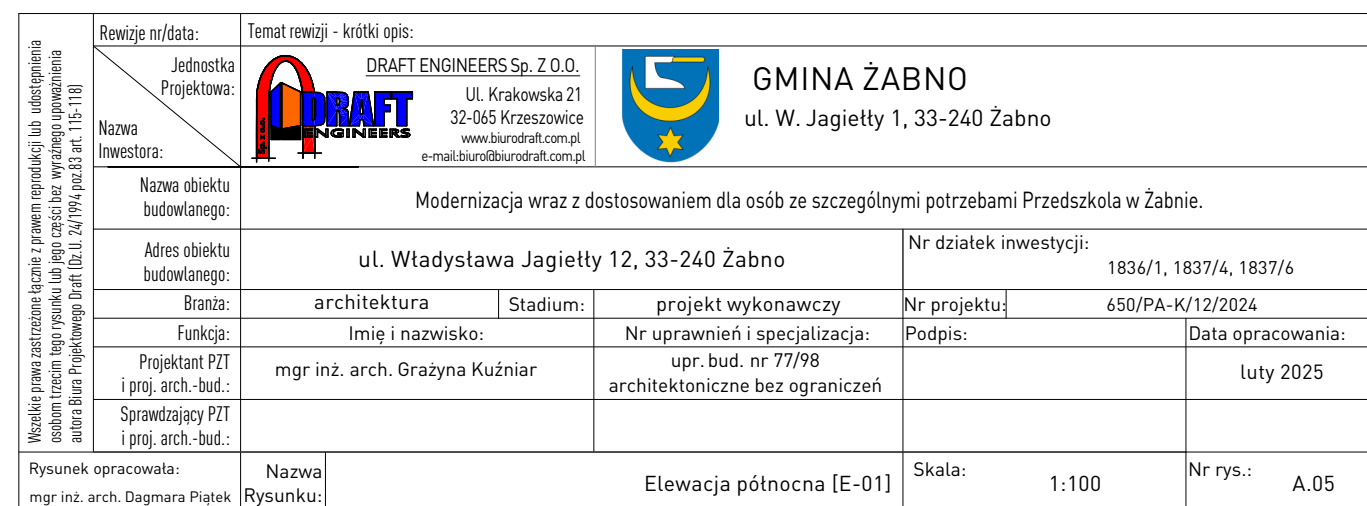 Wszelkie prawa zastrzeżone łącznie z prawem reprodukcji lub udostępnienia
osobom trzecim tego rysunku lub jego części bez wyraźnego upoważnienia
autora Biura Projektowego Draft (Dz.U. 24/1994 poz.83 art. 115-118)
Rewizje nr/data:
Temat rewizji - krótki opis:
Jednostka
Projektowa:
Nazwa
Inwestora:
Sp. z o.o.
DRAFT
ENGINEERS
DRAFT ENGINEERS Sp. Z O.O.
Ul. Krakowska 21
32-065 Krzeszowice
www.biurodraft.com.pl
e-mail:biuro@biurodraft.com.pl
GMINA ŻABNO
ul. W. Jagiełły 1, 33-240 Żabno
Nazwa obiektu
budowlanego:
Modernizacja wraz z dostosowaniem dla osób ze szczególnymi potrzebami Przedszkola w Żabnie.
Adres obiektu
budowlanego:
ul. Władysława Jagiełły 12, 33-240 Żabno
Nr działek inwestycji:
1836/1, 1837/4, 1837/6
Branża:
architektura
Stadium:
projekt wykonawczy
Nr projektu:
650/PA-K/12/2024
Funkcja:
Imię i nazwisko:
Nr uprawnień i specjalizacja:
Podpis:
Data opracowania:
Projektant PZT
i proj. arch.-bud.:
mgr inż. arch. Grażyna Kuźniar
upr. bud. nr 77/98
architektoniczne bez ograniczeń
luty 2025
Sprawdzający PZT
i proj. arch.-bud.:
Rysunek opracowała:
mgr inż. arch. Dagmara Piątek
Nazwa
Rysunku:
Elewacja północna [E-01]
Skala:
1:100
Nr rys.:
A.05